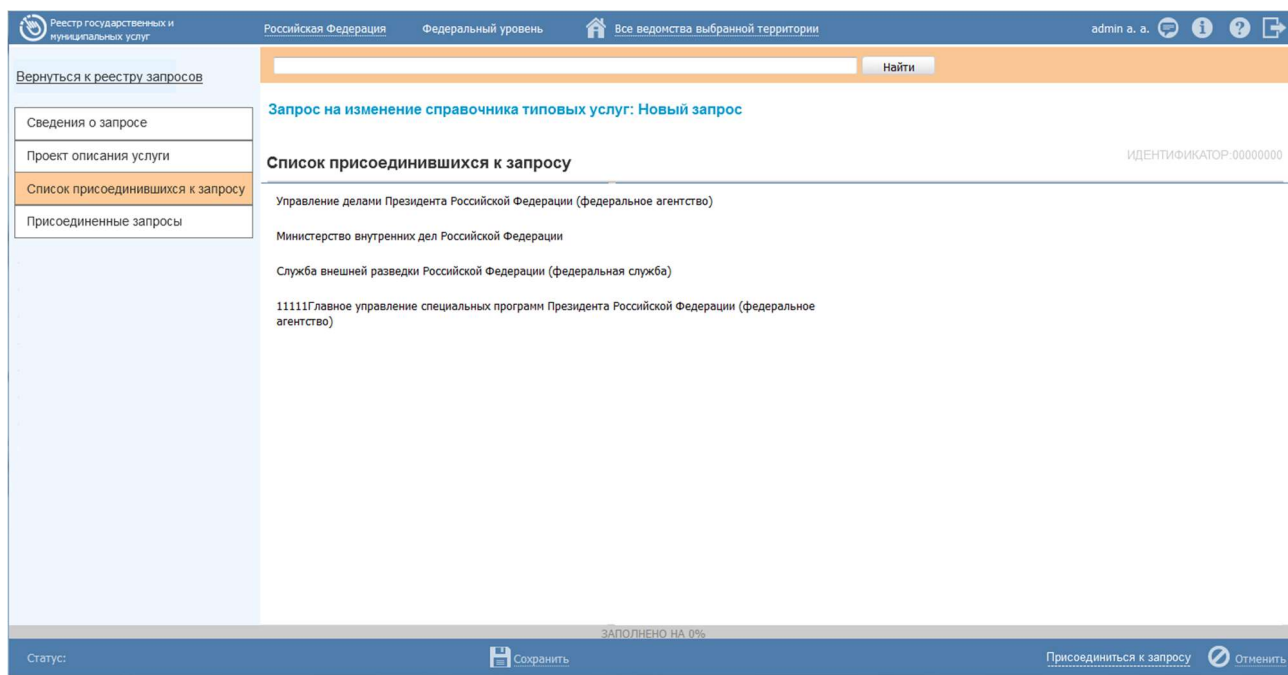 Реестр государственных и
муниципальных услуг
Российская Федерация
Федеральный уровень
Все ведомства выбранной территории
admin a. a.
Вернуться к реестру запросов
Найти
Сведения о запросе
Проект описания услуги
Список присоединившихся к запросу
Присоединенные запросы
Запрос на изменение справочника типовых услуг: Новый запрос
Список присоединившихся к запросу
ИДЕНТИФИКАТОР:00000000
Управление делами Президента Российской Федерации (федеральное агентство)
Министерство внутренних дел Российской Федерации
Служба внешней разведки Российской Федерации (федеральная служба)
11111Главное управление специальных программ Президента Российской Федерации (федеральное
агентство)
ЗАПОЛНЕНО НА 0%
Статус:
Сохранить
Присоединиться к запросу
Отменить